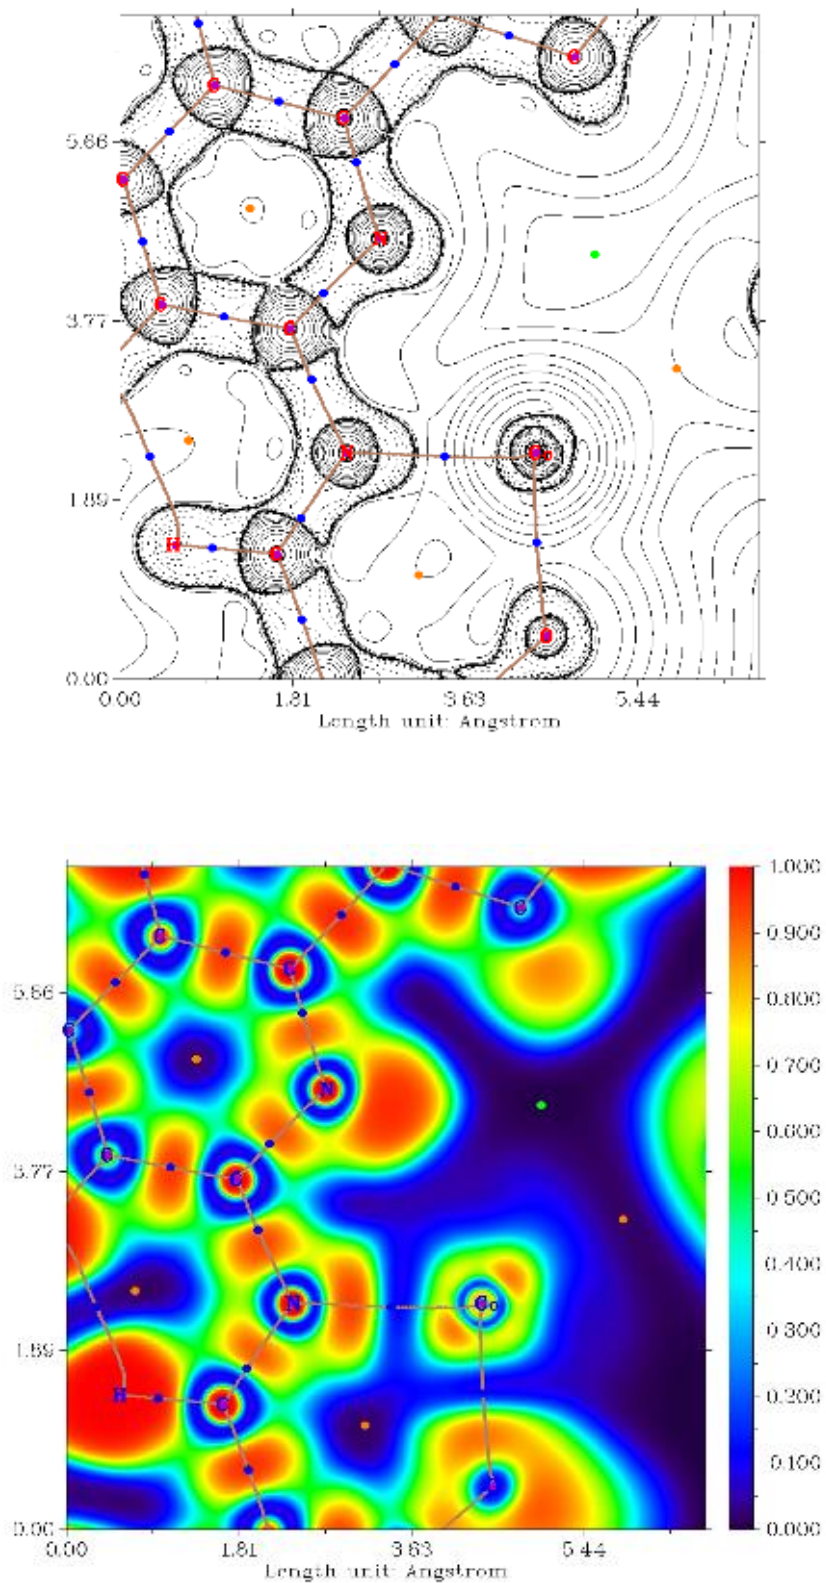 C
C
C
5.66
C
N
C
C
3.77
N
Co
1.89
H
C
O
0.00
0.00 1.81 3.63 5.44
Length unit: Angstrom
1.000
C
C
0.900
C
5.66
C
0.800
N
0.700
C
C
0.600
3.77
0.500
0.400
N
Co
0.300
1.89
H
C
0.200
0.100
0.00
0.000
0.00 1.81 3.63 5.44
Length unit: Angstrom